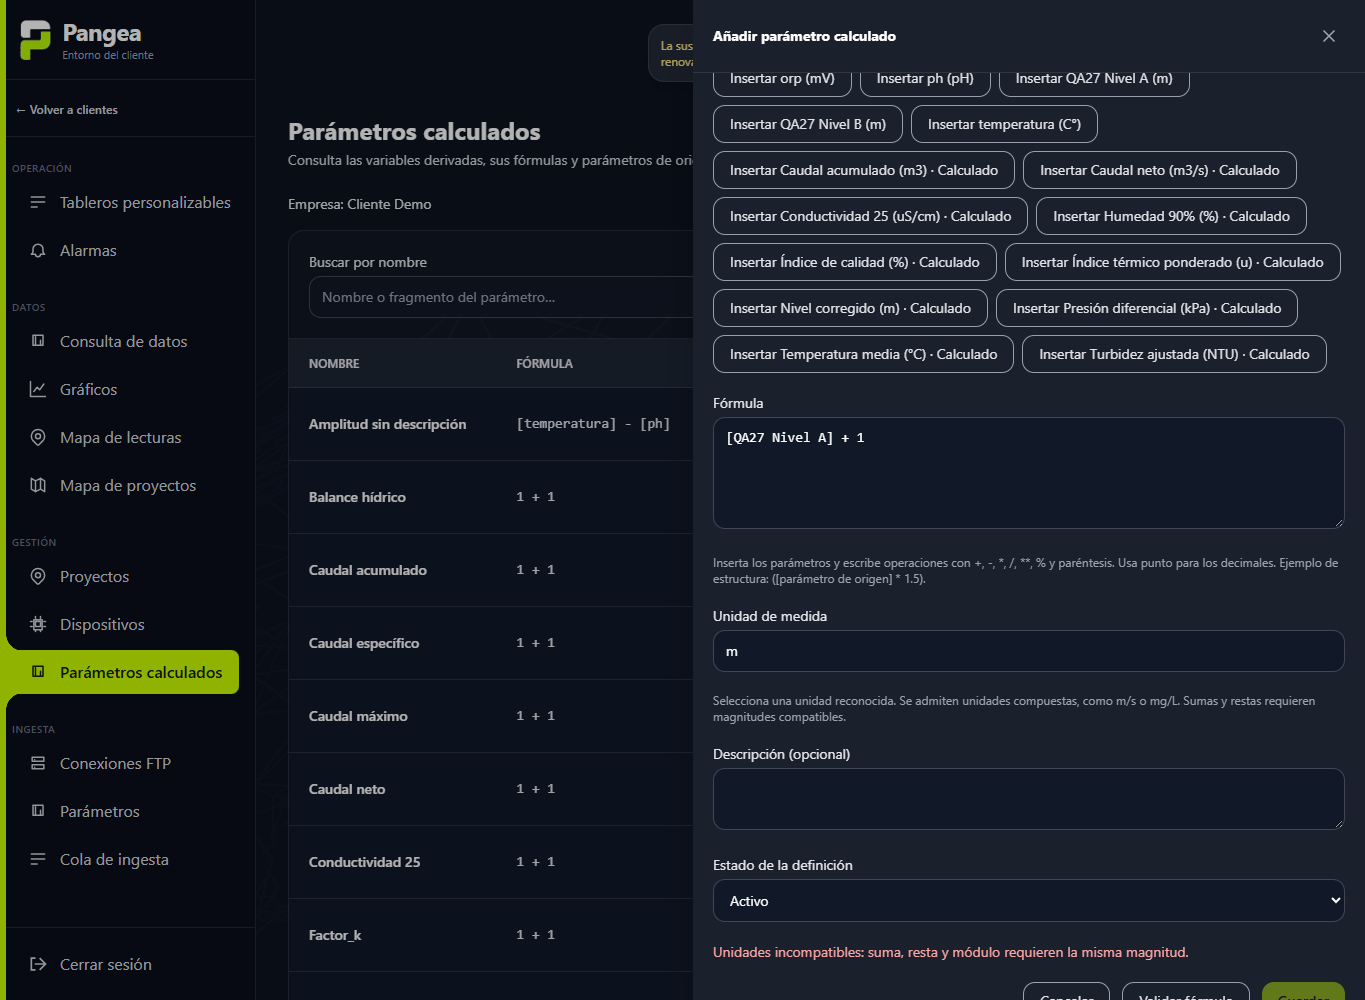 Pangea
Entorno del cliente
← Volver a clientes
OPERACIÓN
Tableros personalizables
Alarmas
DATOS
Consulta de datos
Gráficos
Mapa de lecturas
Mapa de proyectos
GESTIÓN
Proyectos
Dispositivos
Parámetros calculados
INGESTA
Conexiones FTP
Parámetros
Cola de ingesta
Cerrar sesión
La sus
renova
Parámetros calculados
Consulta las variables derivadas, sus fórmulas y parámetros de ori
Empresa: Cliente Demo
Buscar por nombre
Nombre o fragmento del parámetro...
NOMBRE FÓRMULA
Amplitud sin descripción [temperatura] - [ph]
Balance hídrico 1 + 1
Caudal acumulado 1 + 1
Caudal específico 1 + 1
Caudal máximo 1 + 1
Caudal neto 1 + 1
Conductividad 25 1 + 1
Factor_k 1 + 1
Añadir parámetro calculado
Insertar orp (mV) Insertar ph (pH) Insertar QA27 Nivel A (m)
Insertar QA27 Nivel B (m) Insertar temperatura (C°)
Insertar Caudal acumulado (m3) · Calculado Insertar Caudal neto (m3/s) · Calculado
Insertar Conductividad 25 (uS/cm) · Calculado Insertar Humedad 90% (%) · Calculado
Insertar Índice de calidad (%) · Calculado Insertar Índice térmico ponderado (u) · Calculado
Insertar Nivel corregido (m) · Calculado Insertar Presión diferencial (kPa) · Calculado
Insertar Temperatura media (°C) · Calculado Insertar Turbidez ajustada (NTU) · Calculado
Fórmula
[QA27 Nivel A] + 1
Inserta los parámetros y escribe operaciones con +, -, *, /, **, % y paréntesis. Usa punto para los decimales. Ejemplo de
estructura: ([parámetro de origen] * 1.5).
Unidad de medida
m
Selecciona una unidad reconocida. Se admiten unidades compuestas, como m/s o mg/L. Sumas y restas requieren
magnitudes compatibles.
Descripción (opcional)
Estado de la definición
Activo
Unidades incompatibles: suma, resta y módulo requieren la misma magnitud.
Cancelar Validar fórmula Guardar